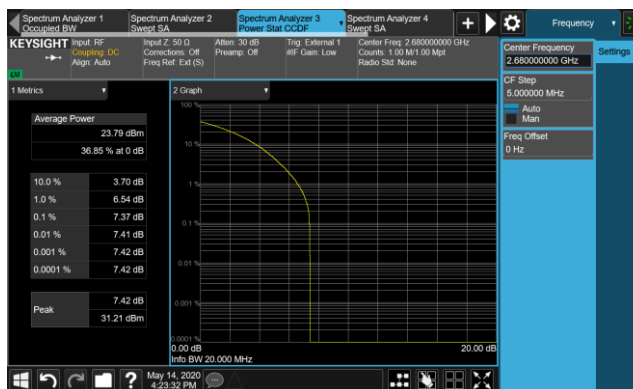 Spectrum Analyzer 1
Occupied BW
Spectrum Analyzer 2
Swept SA
Spectrum Analyzer 3
Power Stat CCDF
Spectrum Analyzer 4
Swept SA
Frequency
KEYSIGHT
Input: RF
Coupling: DC
Align: Auto
Input Z: 50 Ω
Corrections: Off
Freq Ref: Ext (S)
Atten: 30 dB
Preamp: Off
Trig: External 1
#IF Gain: Low
Center Freq: 2.680000000 GHz
Counts: 1.00 M/1.00 Mpt
Radio Std: None
Center Frequency
2.680000000 GHz
Settings
CF Step
5.000000 MHz
Auto
Man
Freq Offset
0 Hz
1 Metrics
Average Power
23.79 dBm
36.85 % at 0 dB
10.0 % 3.70 dB
1.0 % 6.54 dB
0.1 % 7.37 dB
0.01 % 7.41 dB
0.001 % 7.42 dB
0.0001 % 7.42 dB
Peak
7.42 dB
31.21 dBm
2 Graph
100 %
10 %
1 %
0.1 %
0.01 %
0.001 %
0.0001 %
0.00 dB
20.00 dB
Info BW 20.000 MHz
May 14, 2020
4:23:32 PM